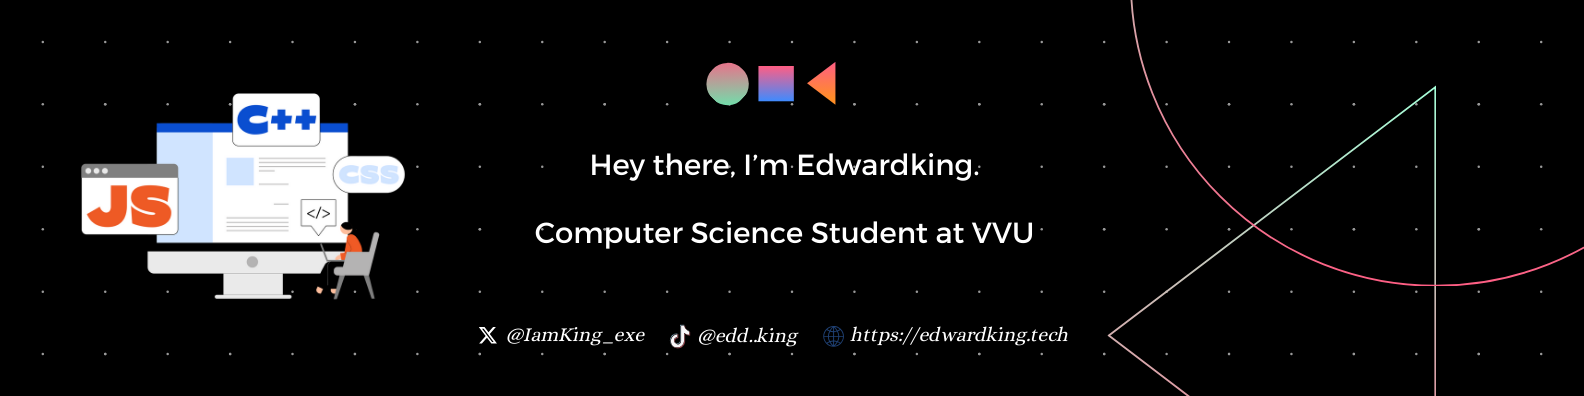 C++
JS
CSS
</>
Hey there, I'm Edwardking.
Computer Science Student at VVU
@IamKing_exe @edd..king https://edwardking.tech